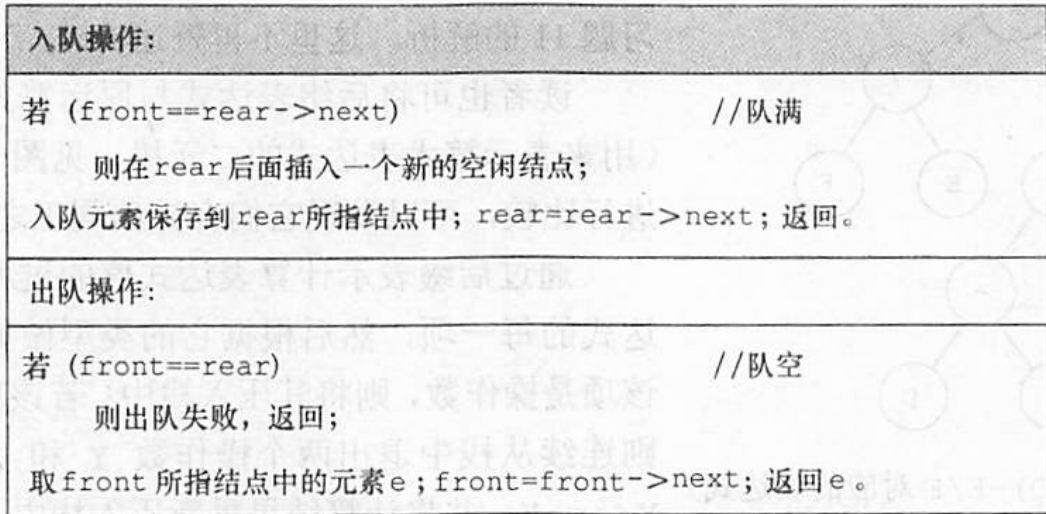 入队操作:
若 (front==rear->next) //队满
则在rear后面插入一个新的空闲结点;
入队元素保存到rear所指结点中; rear=rear->next; 返回。
出队操作:
若 (front==rear) //队空
则出队失败, 返回;
取front 所指结点中的元素e; front=front->next; 返回e。